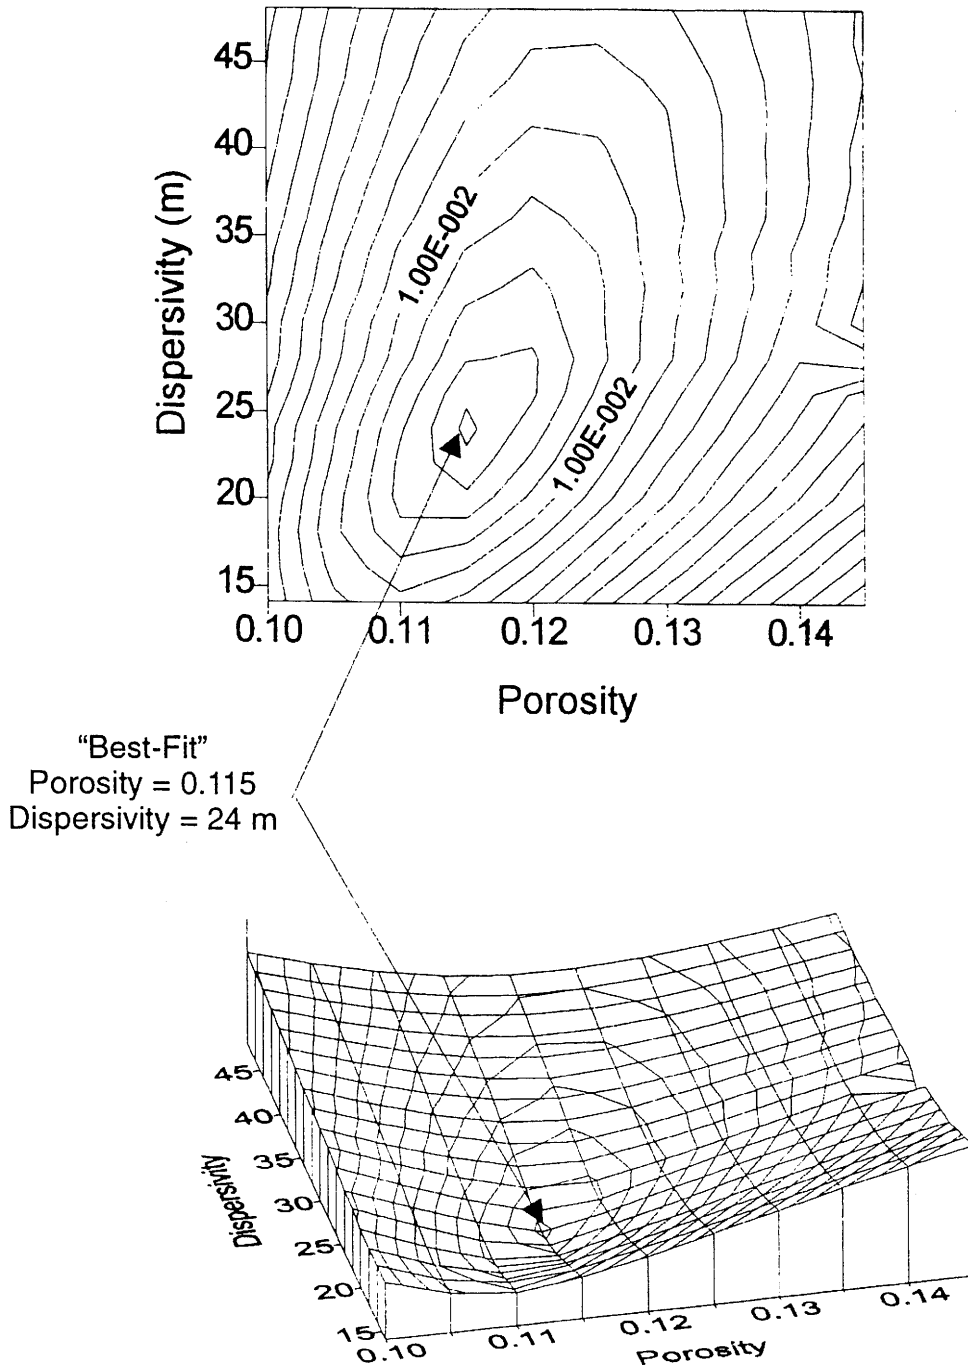 45
40
35
30
25
20
15
Dispersivity (m)
1.00E-002
1.00E-002
0.10 0.11 0.12 0.13 0.14
Porosity
“Best-Fit”
Porosity = 0.115
Dispersivity = 24 m
45
40
35
30
25
20
15
Dispersivity
0.10 0.11 0.12 0.13 0.14
Porosity